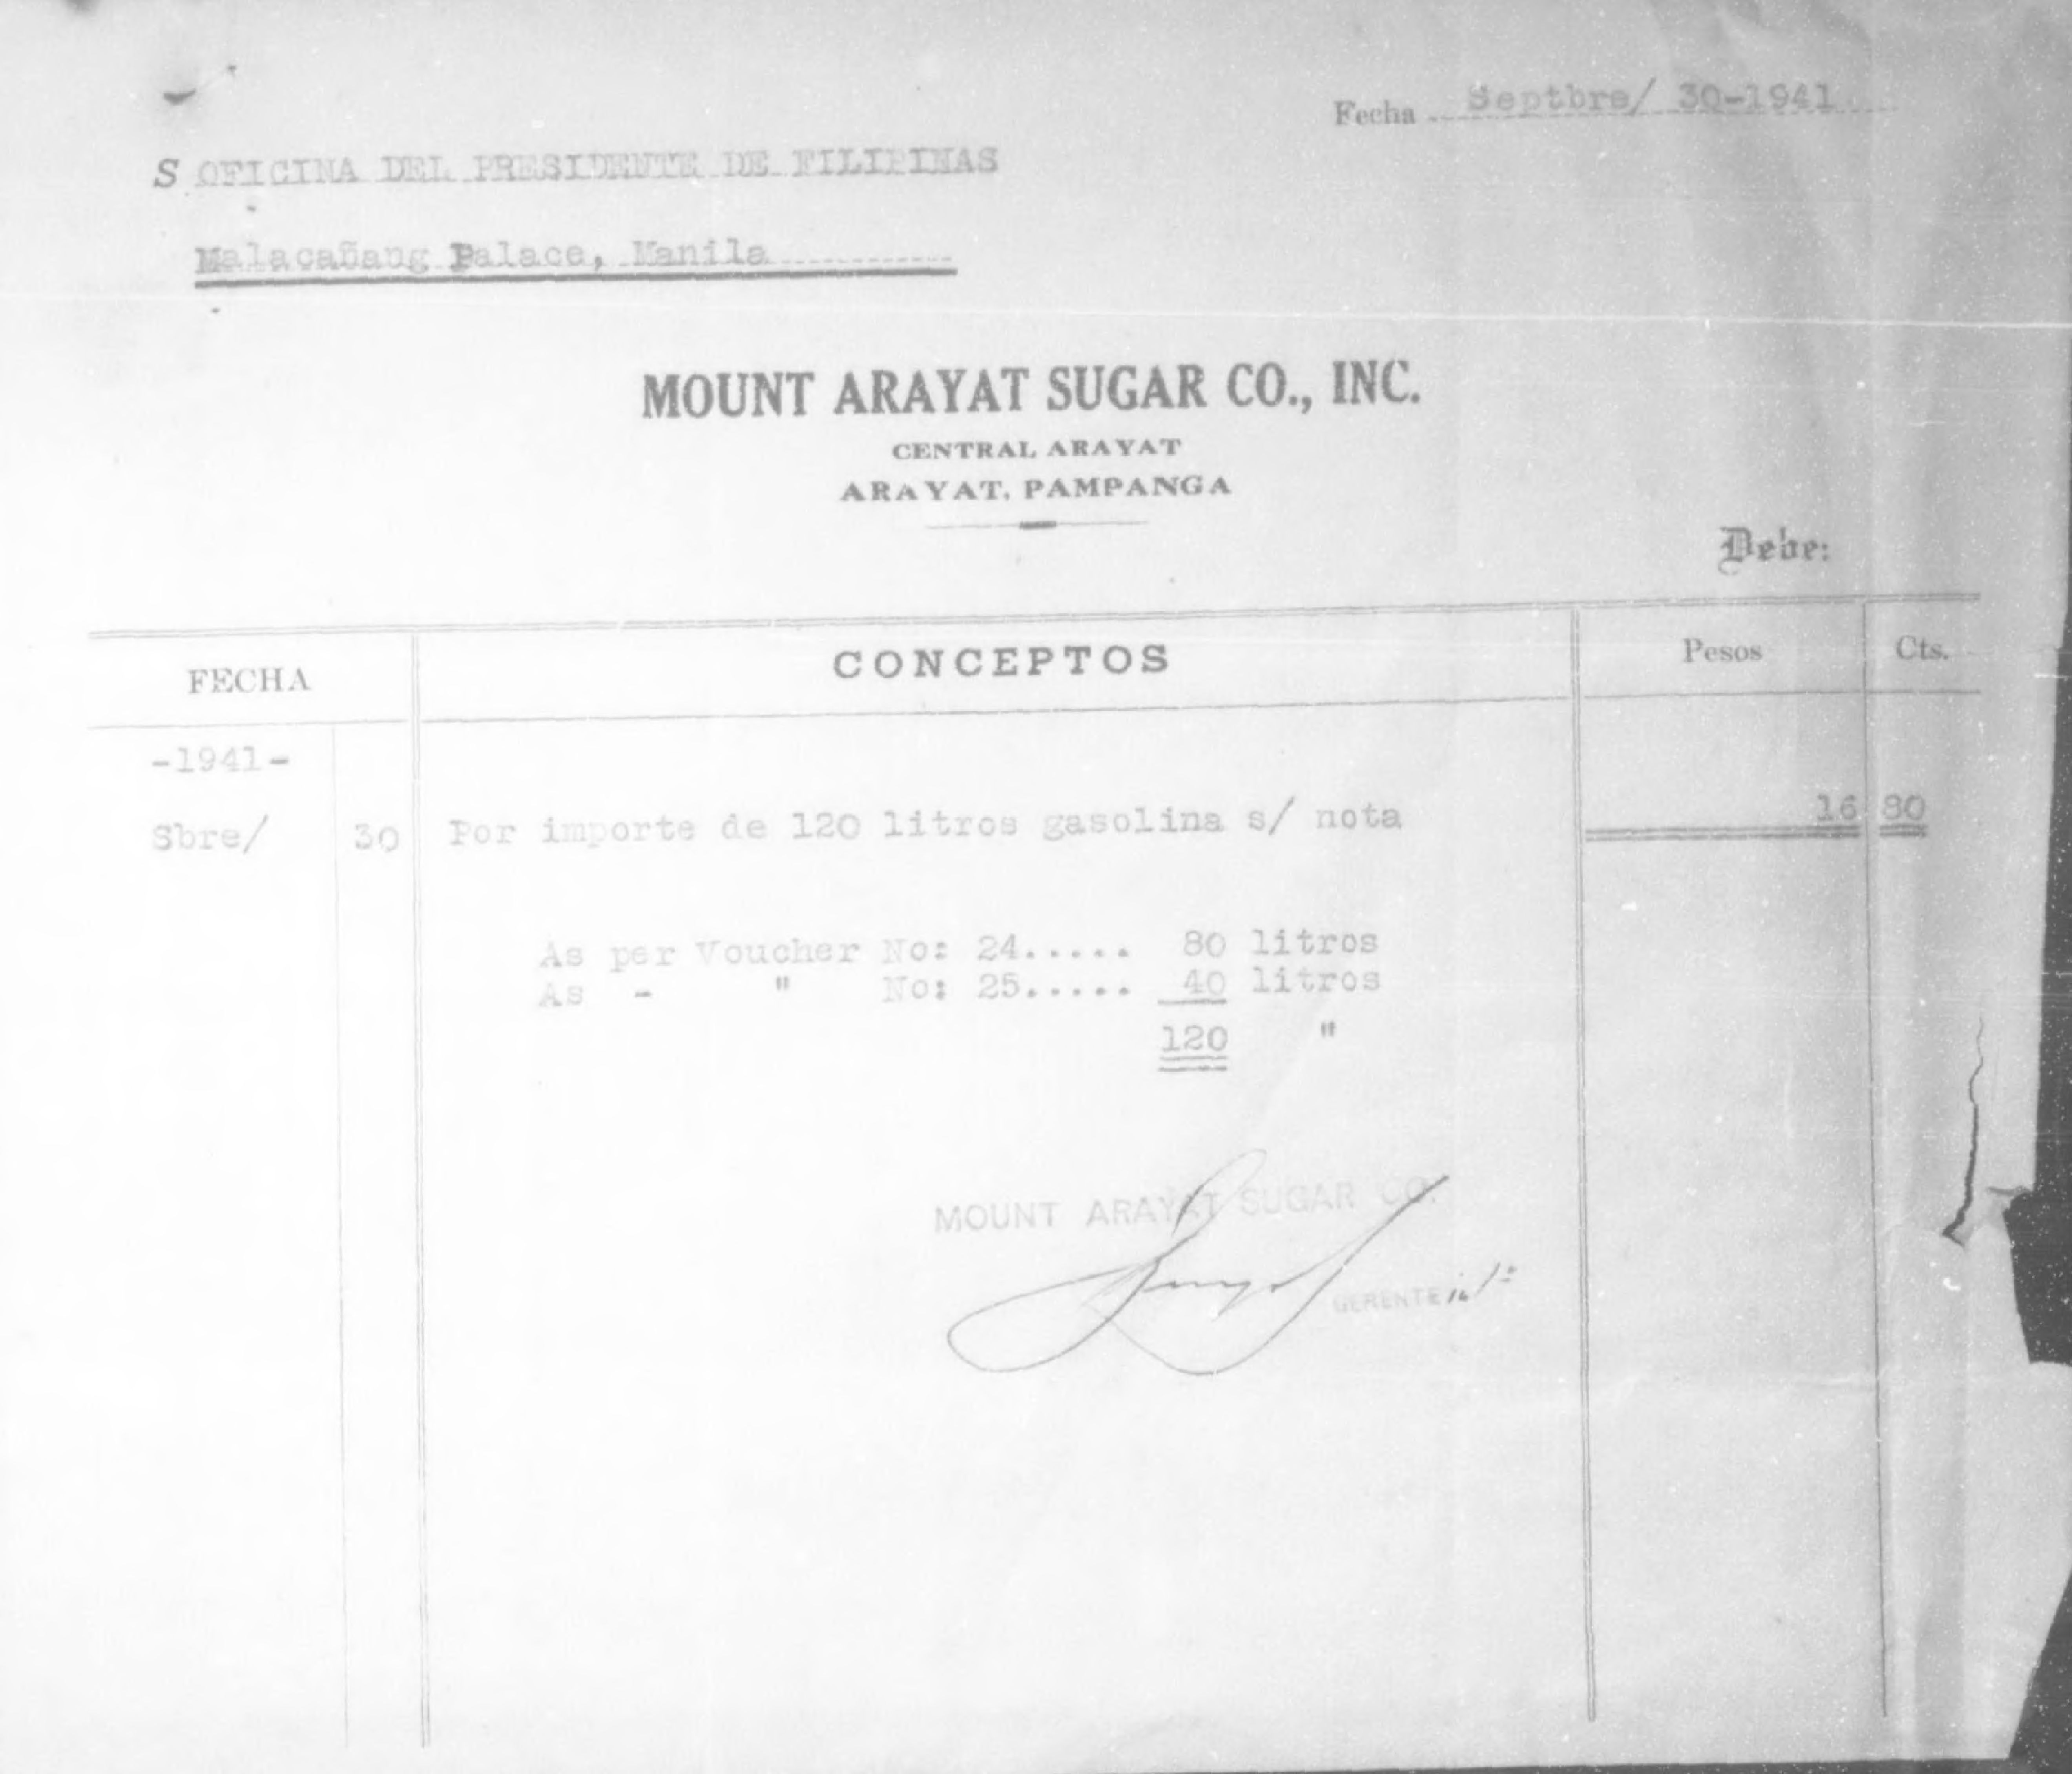 Fecha Septbre/ 30-1941
S OFICINA DEL PRESIDENTE DE FILIPINAS
Malacañang Palace, Manila
MOUNT ARAYAT SUGAR CO., INC.
CENTRAL ARAYAT
ARAYAT, PAMPANGA
Debe:
FECHA CONCEPTOS Pesos Cts.
-1941-
Sbre/ 30 Por importe de 120 litros gasolina s/ nota 16 80
As per Voucher No: 24..... 80 litros
As - " No: 25..... 40 litros
120 "
MOUNT ARAYAT SUGAR CO.
GERENTE